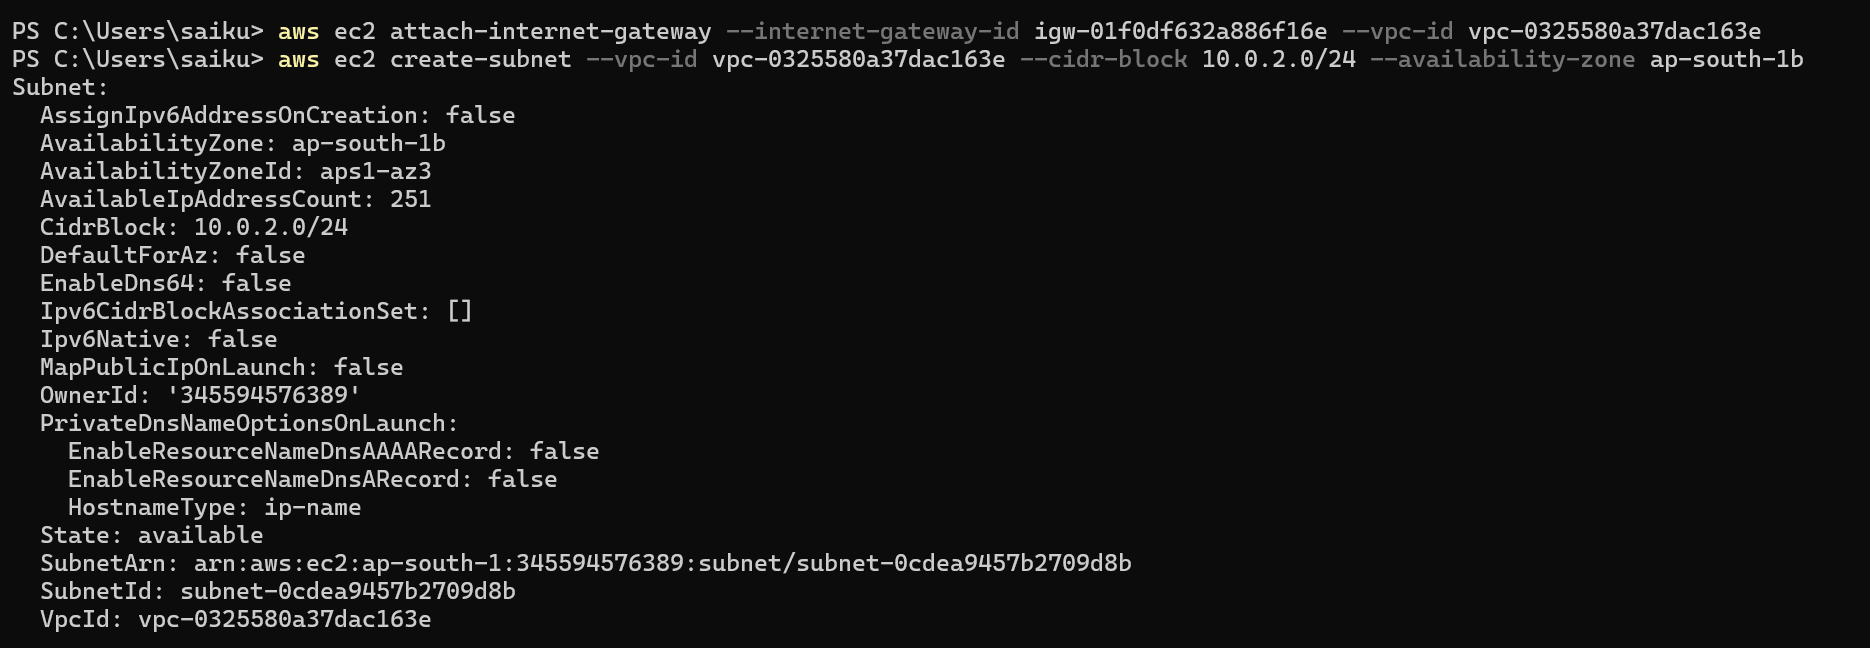 PS C:\Users\saiku> aws ec2 attach-internet-gateway --internet-gateway-id igw-01f0df632a886f16e --vpc-id vpc-0325580a37dac163e
PS C:\Users\saiku> aws ec2 create-subnet --vpc-id vpc-0325580a37dac163e --cidr-block 10.0.2.0/24 --availability-zone ap-south-1b
Subnet:
  AssignIpv6AddressOnCreation: false
  AvailabilityZone: ap-south-1b
  AvailabilityZoneId: aps1-az3
  AvailableIpAddressCount: 251
  CidrBlock: 10.0.2.0/24
  DefaultForAz: false
  EnableDns64: false
  Ipv6CidrBlockAssociationSet: []
  Ipv6Native: false
  MapPublicIpOnLaunch: false
  OwnerId: '345594576389'
  PrivateDnsNameOptionsOnLaunch:
    EnableResourceNameDnsAAAARecord: false
    EnableResourceNameDnsARecord: false
    HostnameType: ip-name
  State: available
  SubnetArn: arn:aws:ec2:ap-south-1:345594576389:subnet/subnet-0cdea9457b2709d8b
  SubnetId: subnet-0cdea9457b2709d8b
  VpcId: vpc-0325580a37dac163e